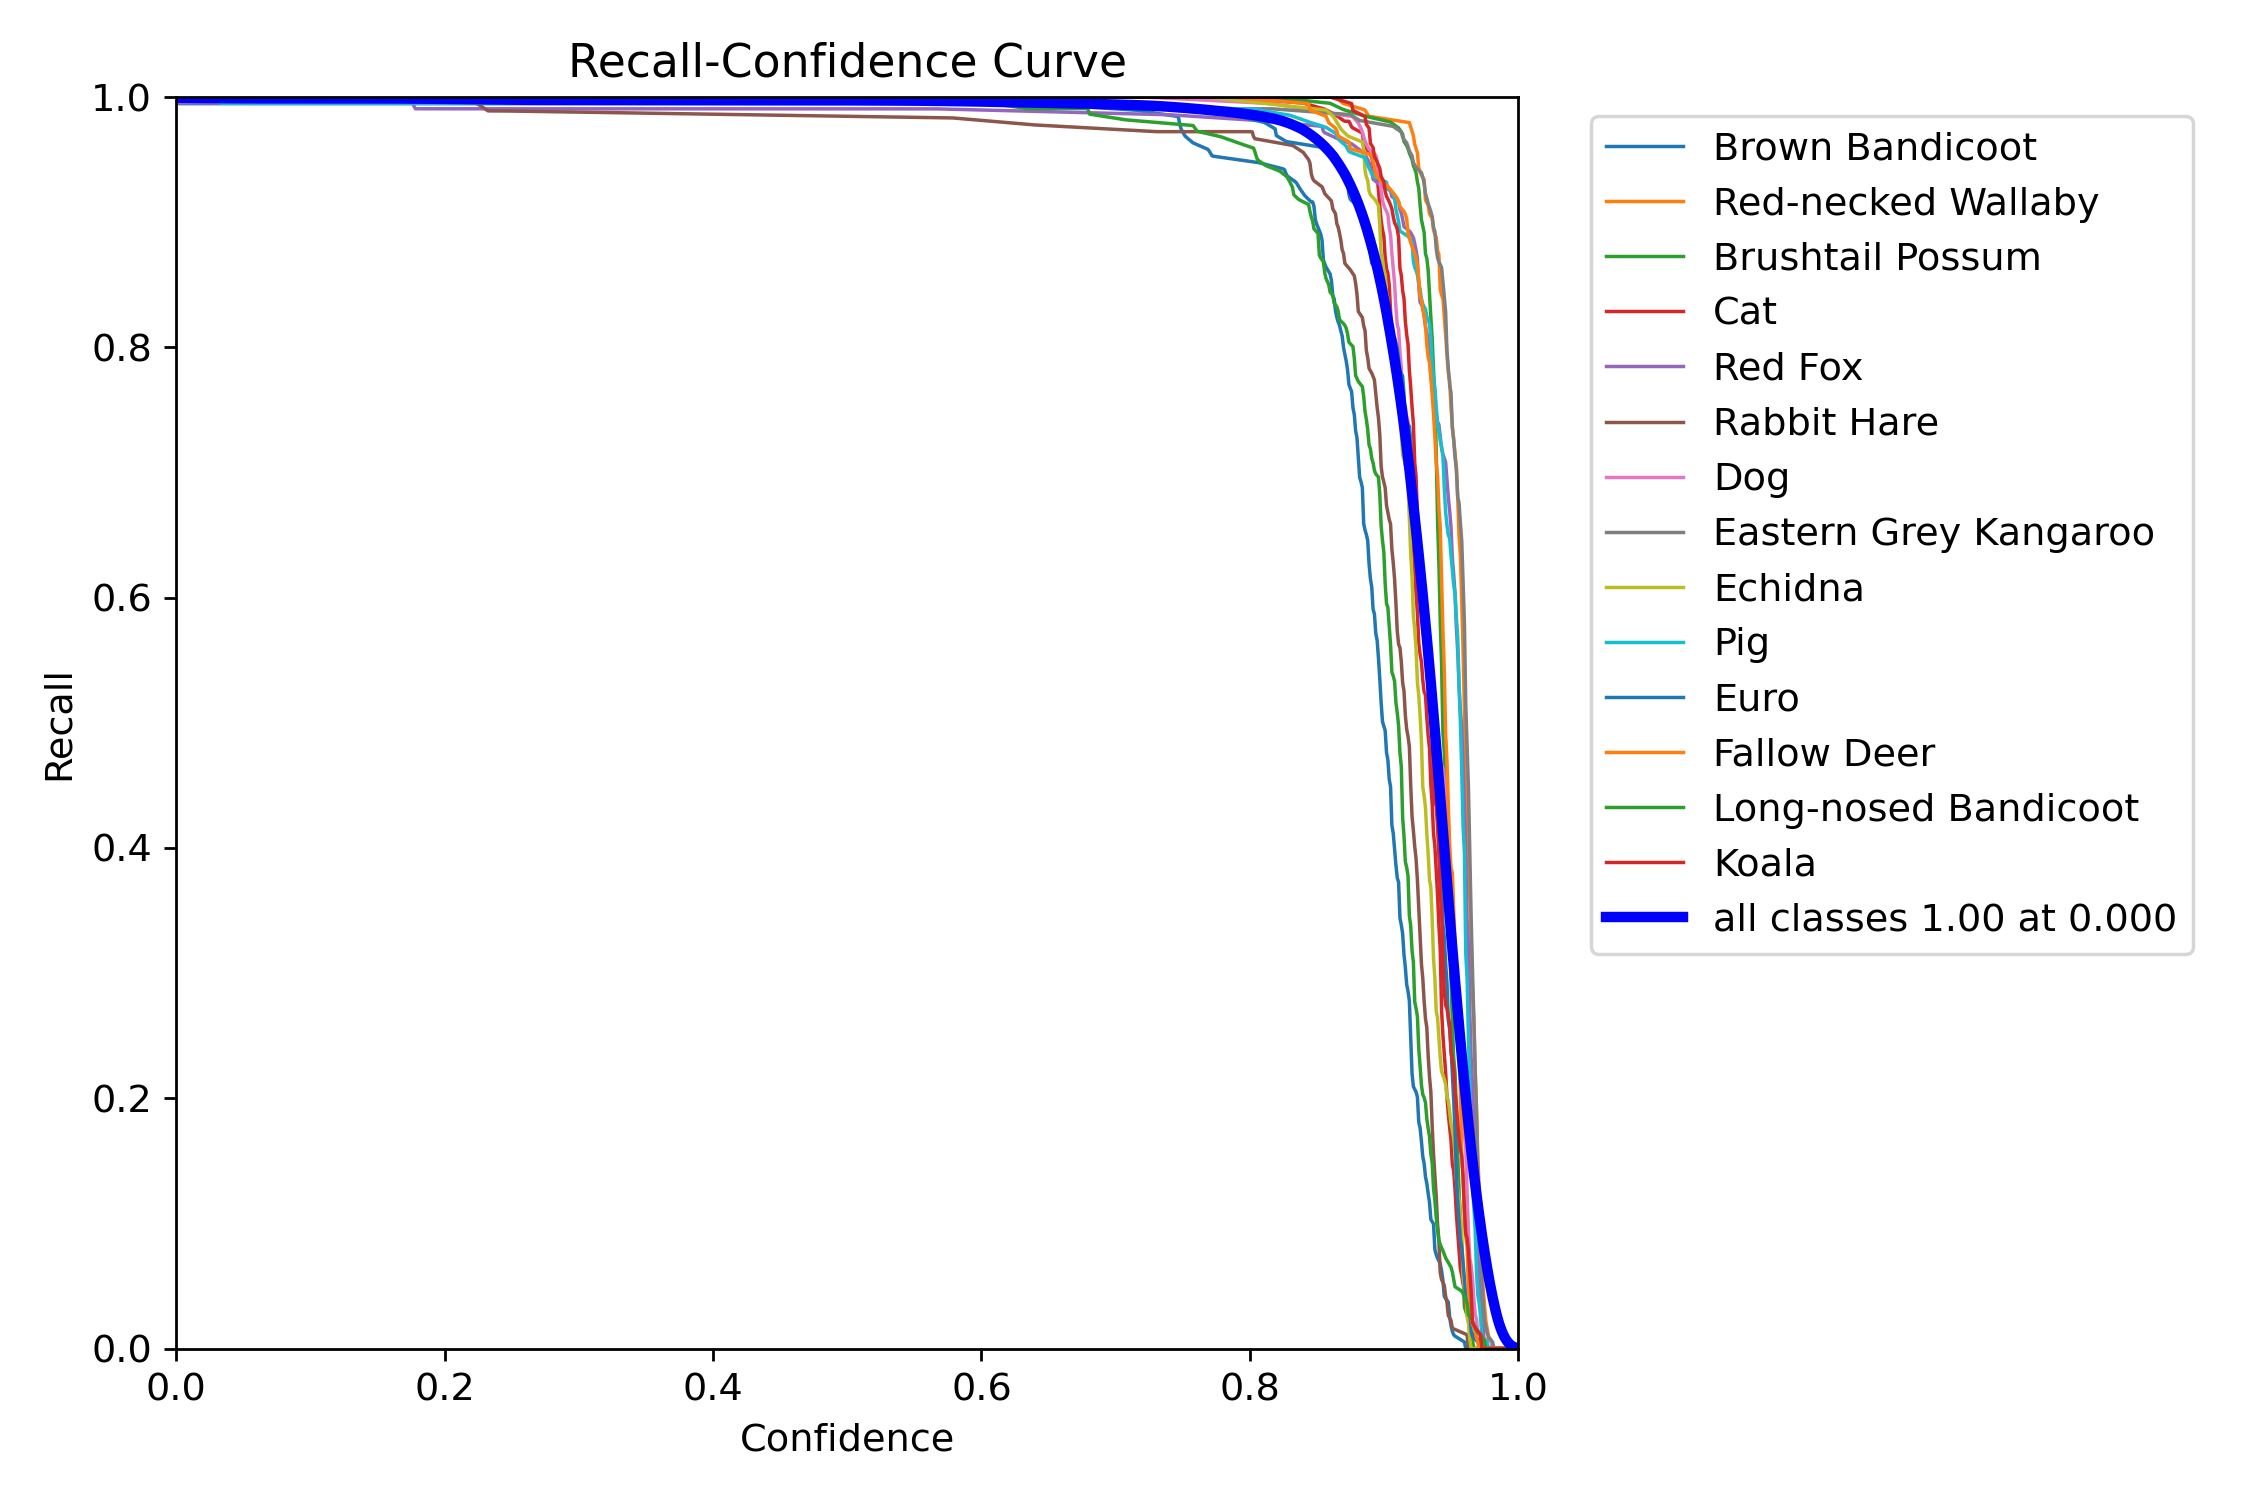 Recall-Confidence Curve
1.0
0.8
0.6
0.4
0.2
0.0
Recall
0.0 0.2 0.4 0.6 0.8 1.0
Confidence
Brown Bandicoot
Red-necked Wallaby
Brushtail Possum
Cat
Red Fox
Rabbit Hare
Dog
Eastern Grey Kangaroo
Echidna
Pig
Euro
Fallow Deer
Long-nosed Bandicoot
Koala
all classes 1.00 at 0.000